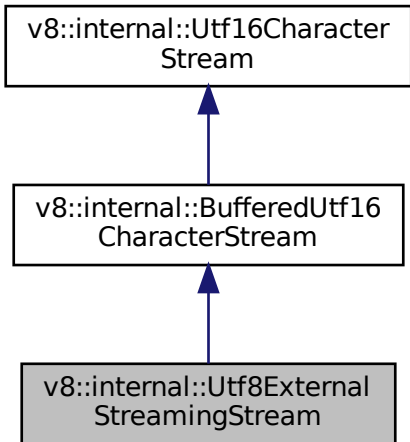 v8::internal::Utf16Character
Stream
v8::internal::BufferedUtf16
CharacterStream
v8::internal::Utf8External
StreamingStream